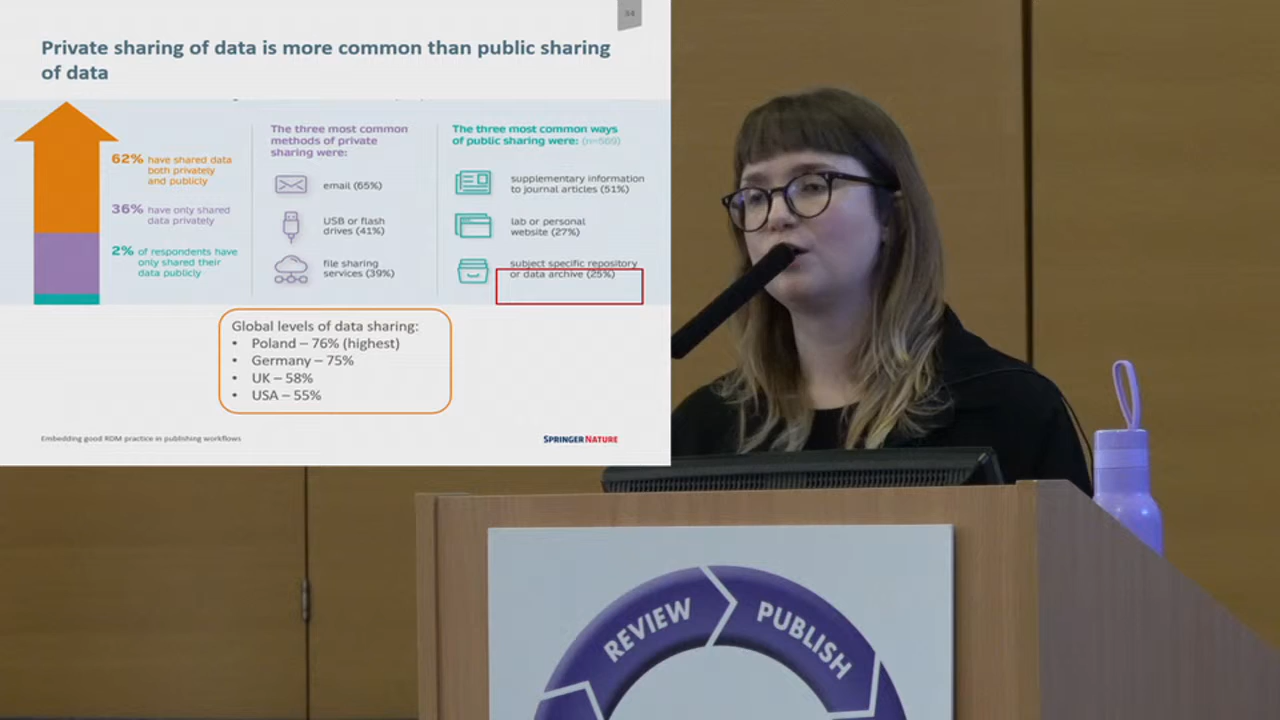 34
Private sharing of data is more common than public sharing
of data
62% have shared data
both privately
and publicly
36% have only shared
data privately
2% of respondents have
only shared their
data publicly
The three most common
methods of private
sharing were:
email (65%)
USB or flash
drives (41%)
file sharing
services (39%)
The three most common ways
of public sharing were: (n=569)
supplementary information
to journal articles (51%)
lab or personal
website (27%)
subject specific repository
or data archive (25%)
Global levels of data sharing:
• Poland – 76% (highest)
• Germany – 75%
• UK – 58%
• USA – 55%
Embedding good RDM practice in publishing workflows
SPRINGER NATURE
REVIEW
PUBLISH